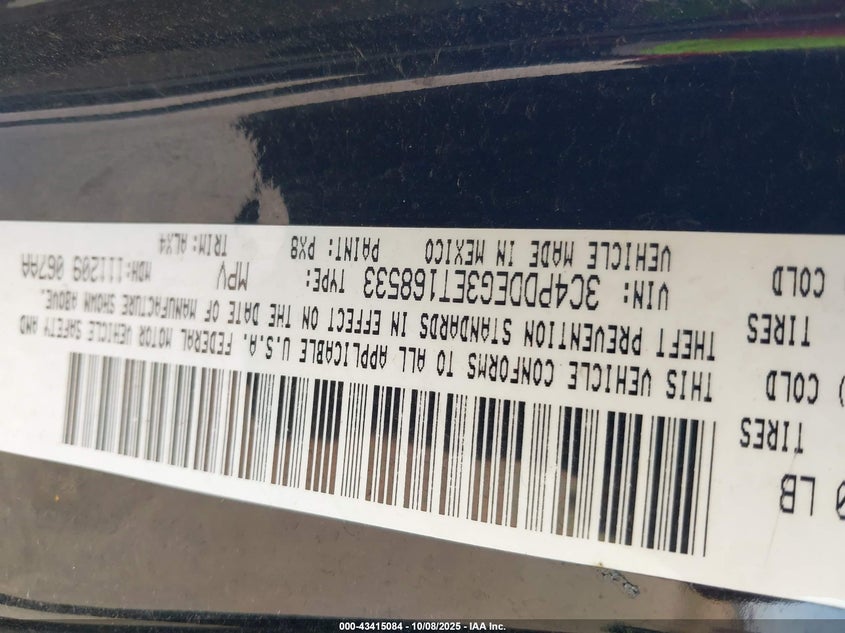 0 LB
TIRES
) COLD
TIRES
COLD
THIS VEHICLE CONFORMS TO ALL APPLICABLE U.S.A. FEDERAL MOTOR VEHICLE SAFETY AND
THEFT PREVENTION STANDARDS IN EFFECT ON THE DATE OF MANUFACTURE SHOWN ABOVE.
VIN: 3C4PDDEG3ET168533 TYPE: MPV MDH:111209 067AA
VEHICLE MADE IN MEXICO PAINT: PX8 TRIM:ALX4
000-43415084 - 10/08/2025 - IAA Inc.